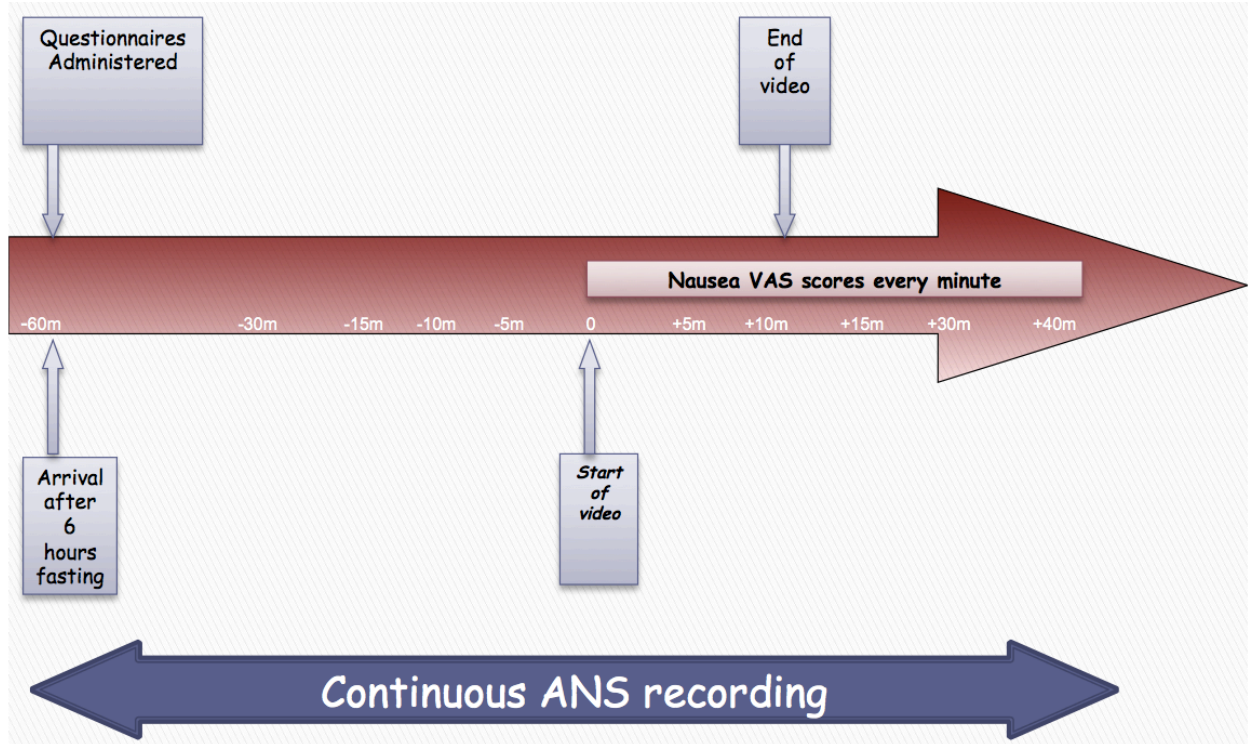 Questionnaires
Administered
End
of
video
Nausea VAS scores every minute
-60m -30m -15m -10m -5m 0 +5m +10m +15m +30m +40m
Arrival
after
6
hours
fasting
Start
of
video
Continuous ANS recording